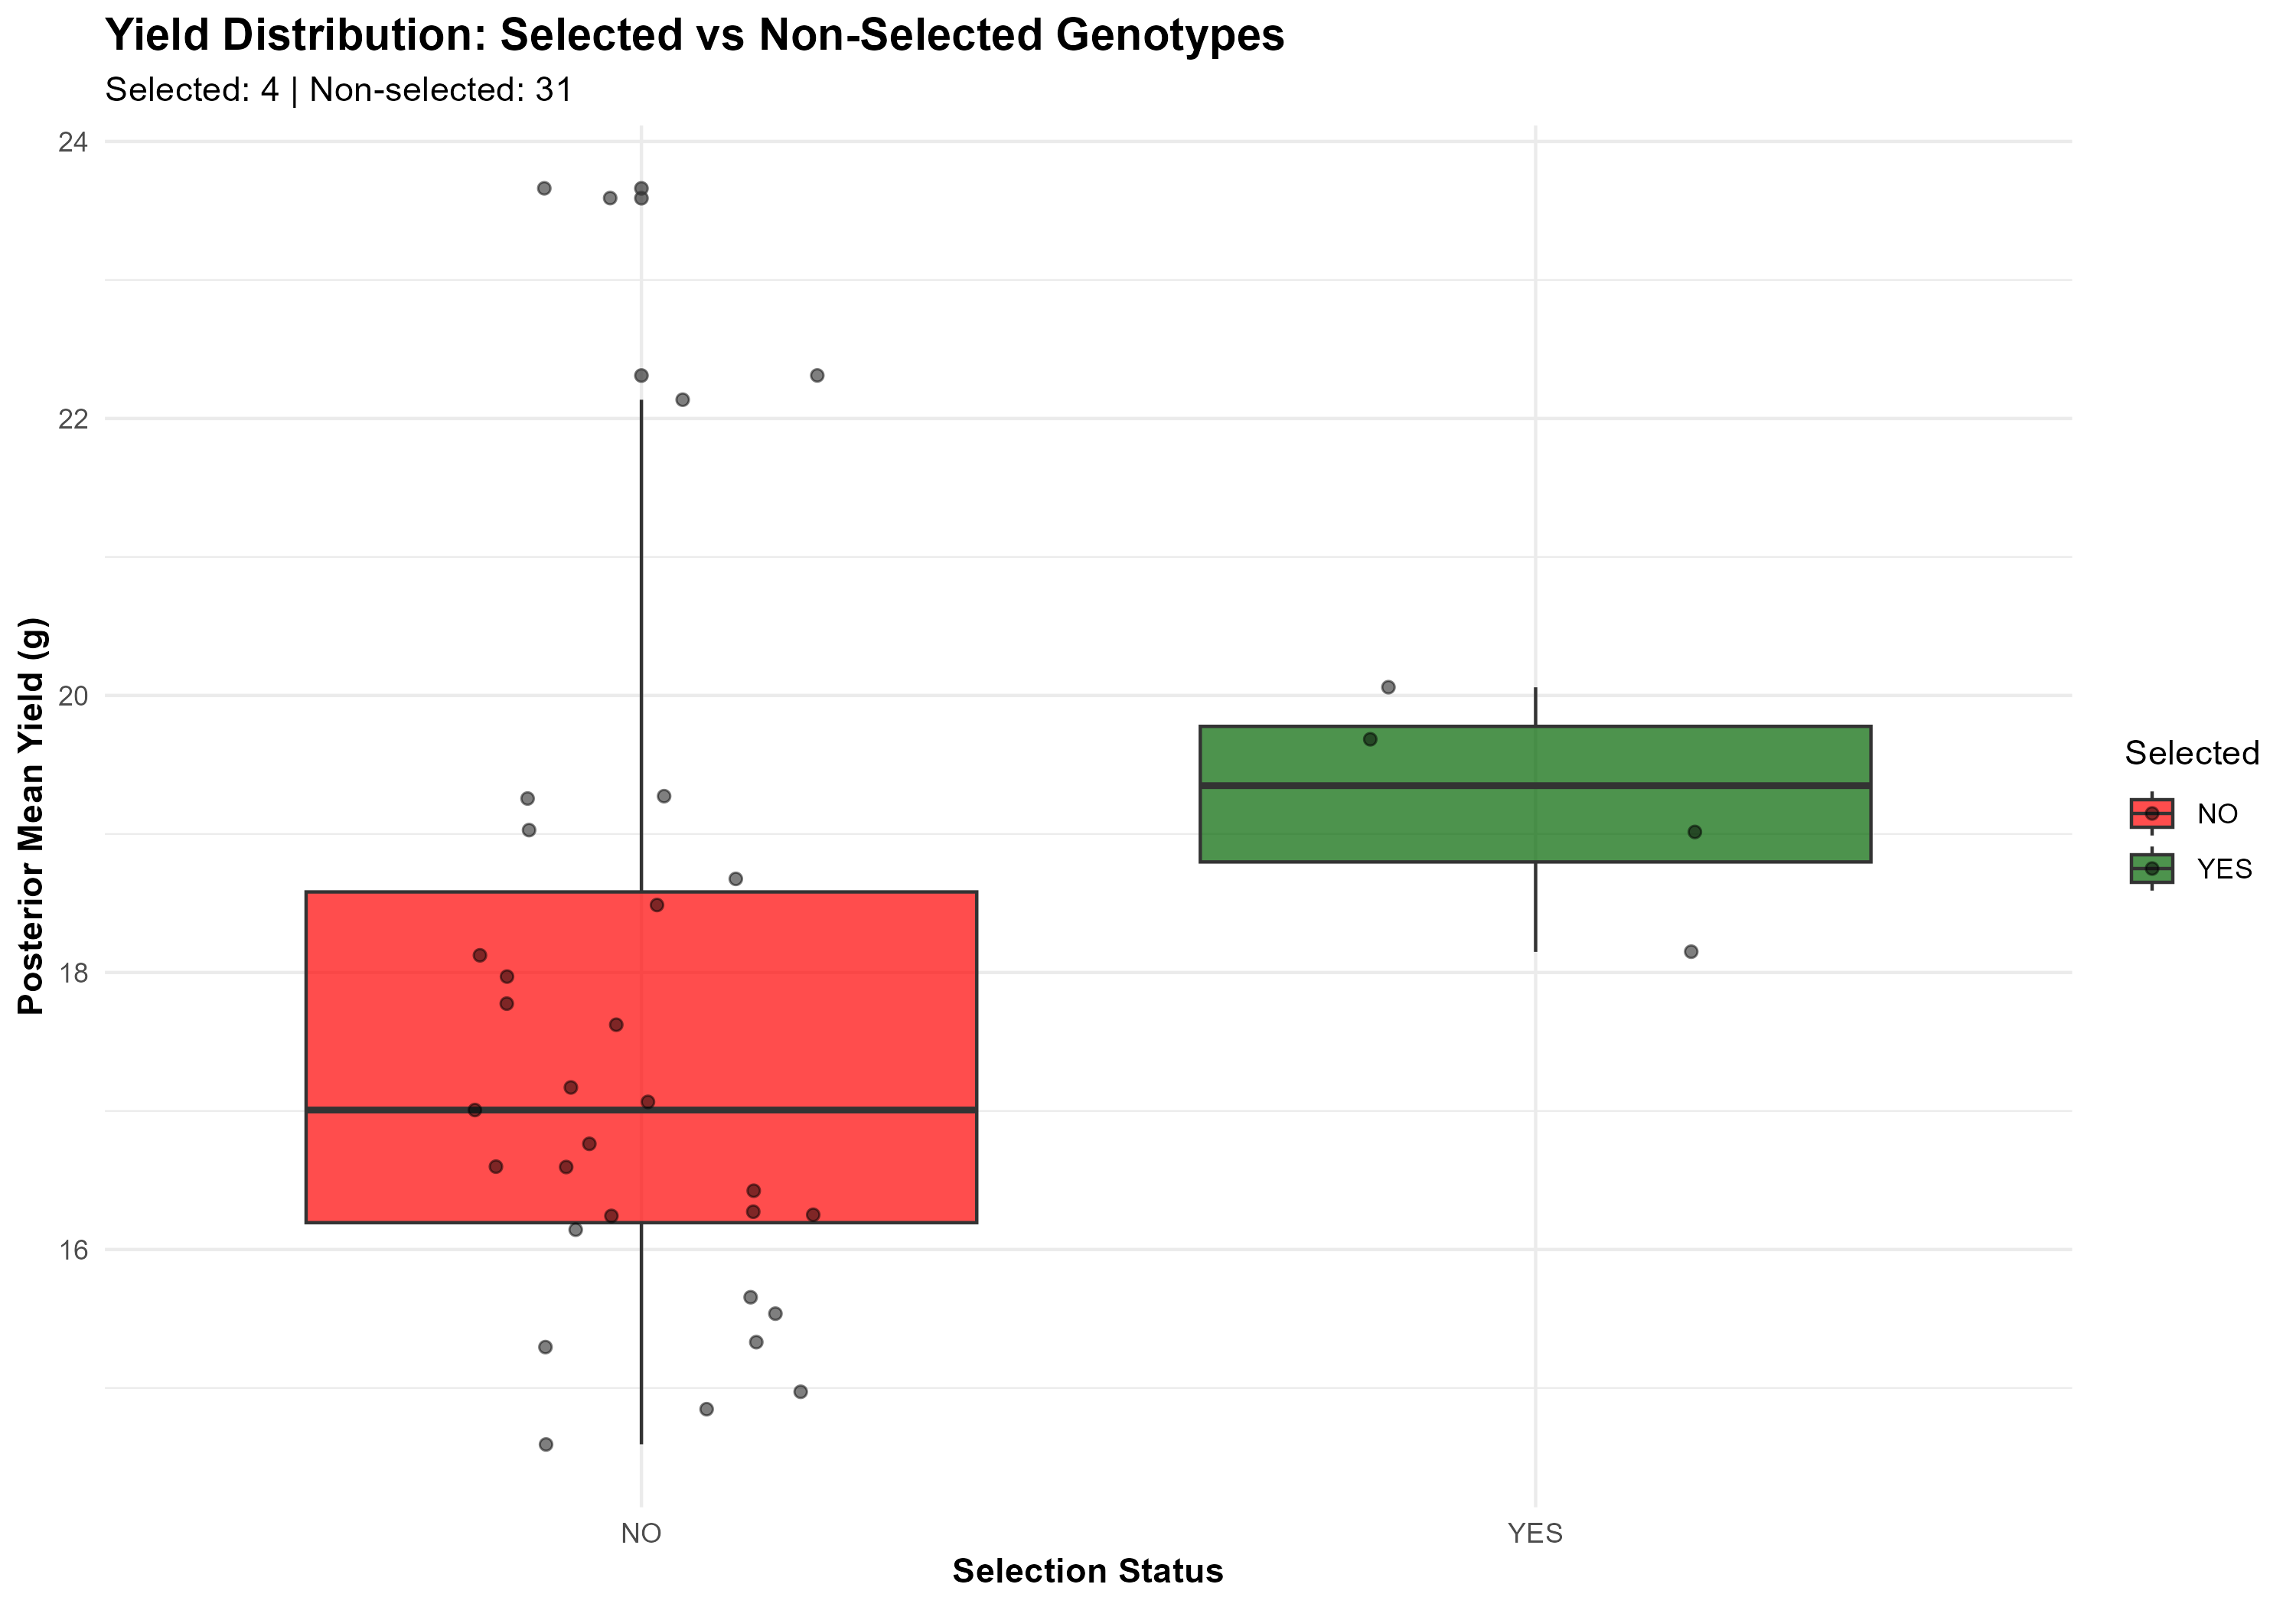 Yield Distribution: Selected vs Non-Selected Genotypes
Selected: 4 | Non-selected: 31
24
22
20
18
16
Posterior Mean Yield (g)
NO
YES
Selection Status
Selected
NO
YES